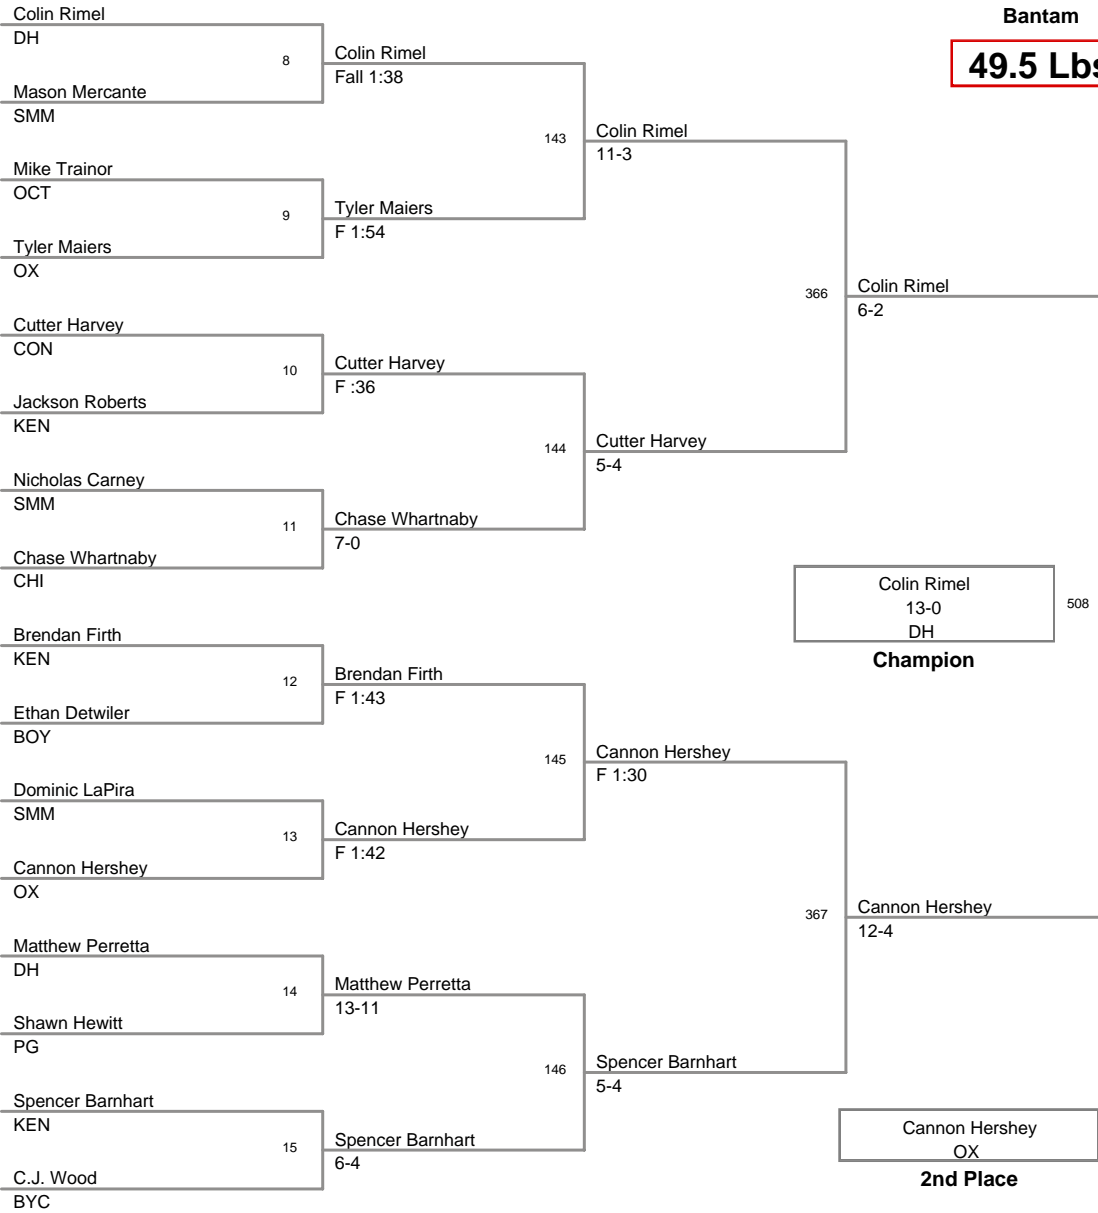 Colin Rimel
DH
8
Mason Mercante
SMM
Mike Trainor
OCT
9
Tyler Maiers
OX
Cutter Harvey
CON
10
Jackson Roberts
KEN
Nicholas Carney
SMM
11
Chase Whartnaby
CHI
Brendan Firth
KEN
12
Ethan Detwiler
BOY
Dominic LaPira
SMM
13
Cannon Hershey
OX
Matthew Perretta
DH
14
Shawn Hewitt
PG
Spencer Barnhart
KEN
15
C.J. Wood
BYC
Colin Rimel
Fall 1:38
143
Tyler Maiers
F 1:54
Cutter Harvey
F :36
144
Chase Whartnaby
7-0
Brendan Firth
F 1:43
145
Cannon Hershey
F 1:42
Matthew Perretta
13-11
146
Spencer Barnhart
6-4
Colin Rimel
11-3
366
Cutter Harvey
5-4
Cannon Hershey
F 1:30
367
Spencer Barnhart
5-4
Bantam
49.5 Lbs
Colin Rimel
6-2
Colin Rimel
13-0
DH
508
Champion
Cannon Hershey
12-4
Cannon Hershey
OX
2nd Place